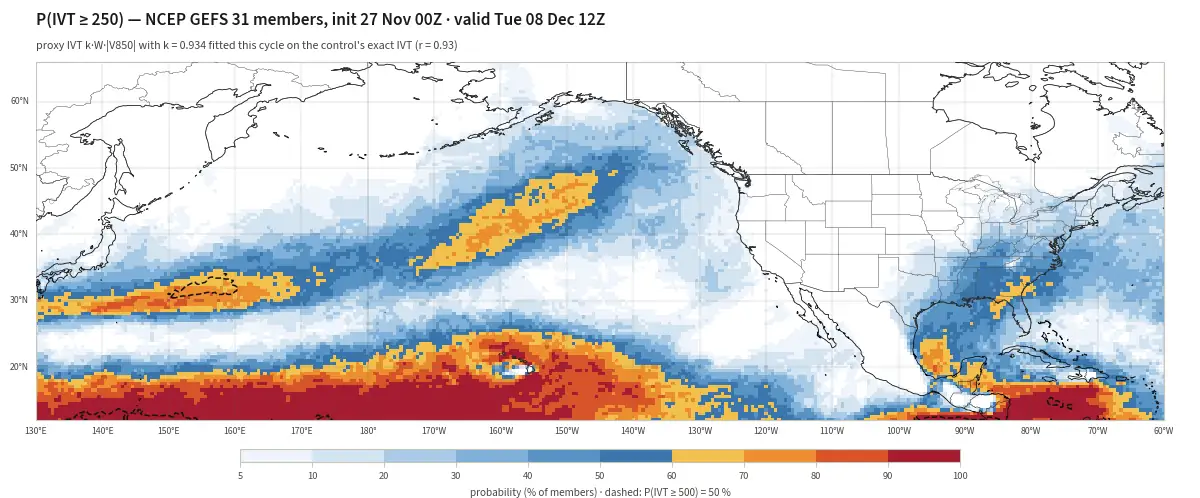 P(IVT ≥ 250) — NCEP GEFS 31 members, init 27 Nov 00Z · valid Tue 08 Dec 12Z
proxy IVT k·W·|V850| with k = 0.934 fitted this cycle on the control's exact IVT (r = 0.93)
60°N
50°N
40°N
30°N
20°N
130°E 140°E 150°E 160°E 170°E 180° 170°W 160°W 150°W 140°W 130°W 120°W 110°W 100°W 90°W 80°W 70°W 60°W
5 10 20 30 40 50 60 70 80 90 100
probability (% of members) · dashed: P(IVT ≥ 500) = 50 %